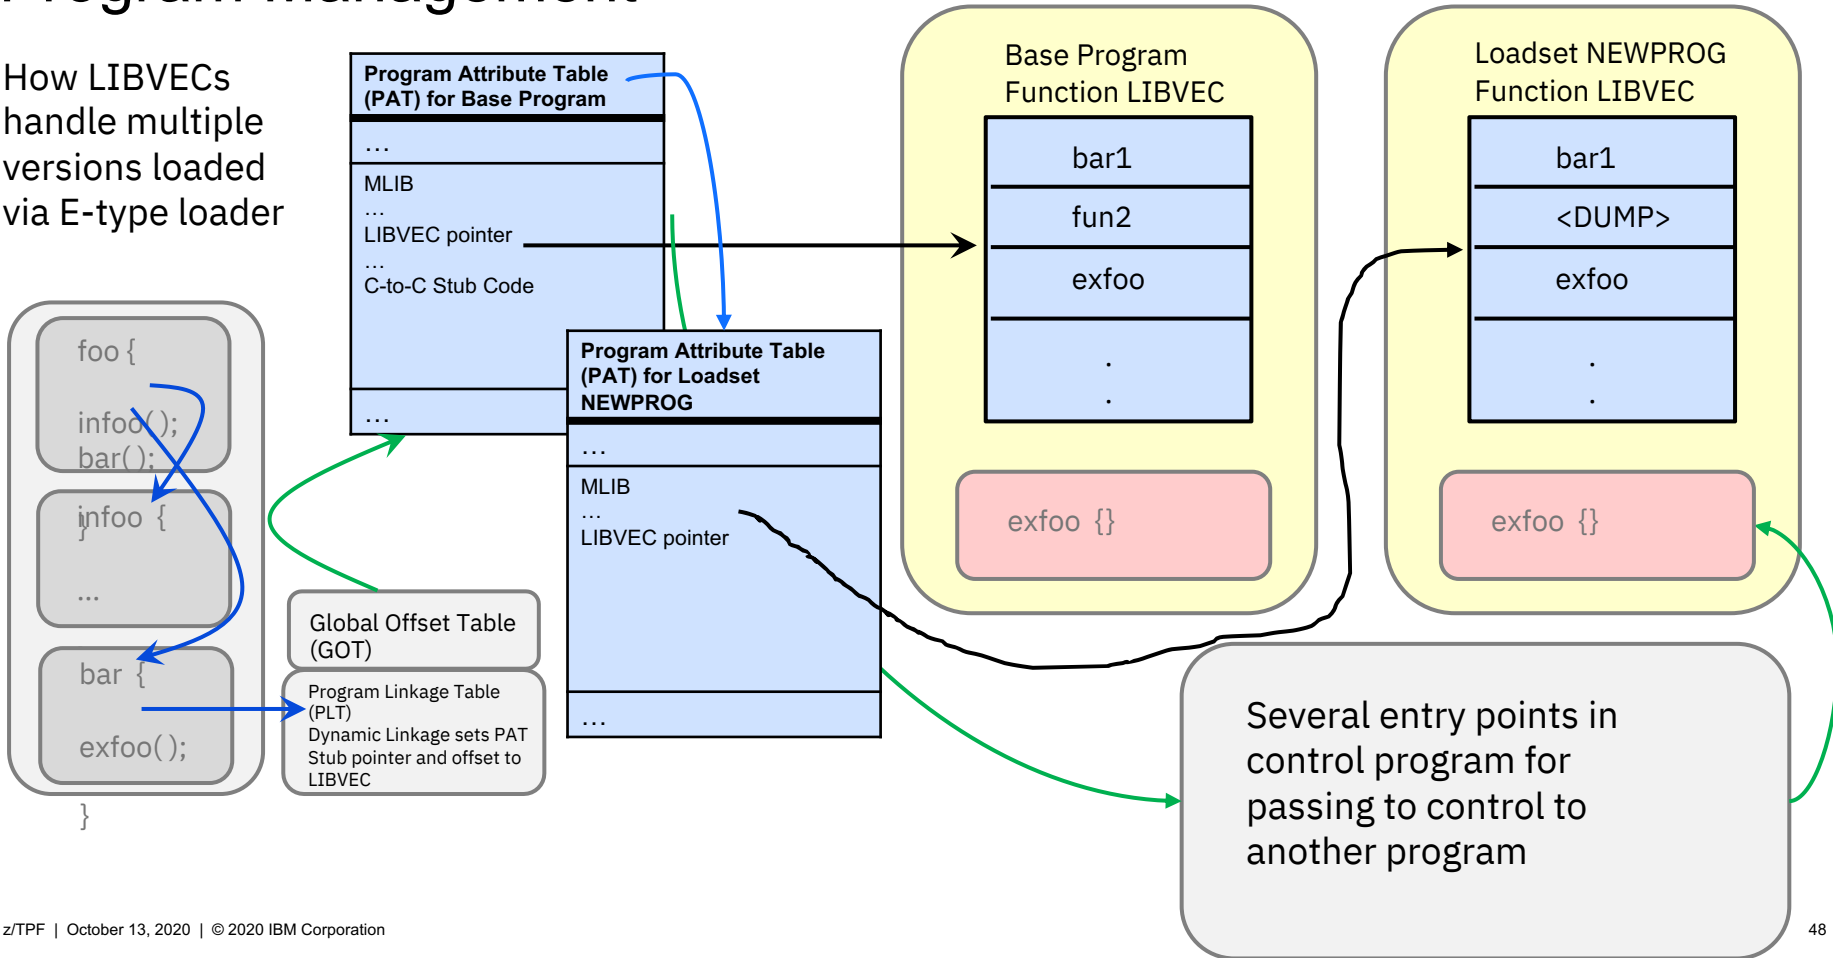 Program Management
How LIBVECs
handle multiple
versions loaded
via E-type loader
Program Attribute Table
(PAT) for Base Program
…
MLIB
…
LIBVEC pointer
…
C-to-C Stub Code
…
Program Attribute Table
(PAT) for Loadset
NEWPROG
…
MLIB
…
LIBVEC pointer
…
Base Program
Function LIBVEC
bar1
fun2
exfoo
.
.
exfoo {}
Loadset NEWPROG
Function LIBVEC
bar1
<DUMP>
exfoo
.
.
exfoo {}
foo {
infoo( );
bar( );
}
infoo {
...
bar {
exfoo( );
}
Global Offset Table
(GOT)
Program Linkage Table
(PLT)
Dynamic Linkage sets PAT
Stub pointer and offset to
LIBVEC
Several entry points in
control program for
passing to control to
another program
z/TPF | October 13, 2020 | © 2020 IBM Corporation
48